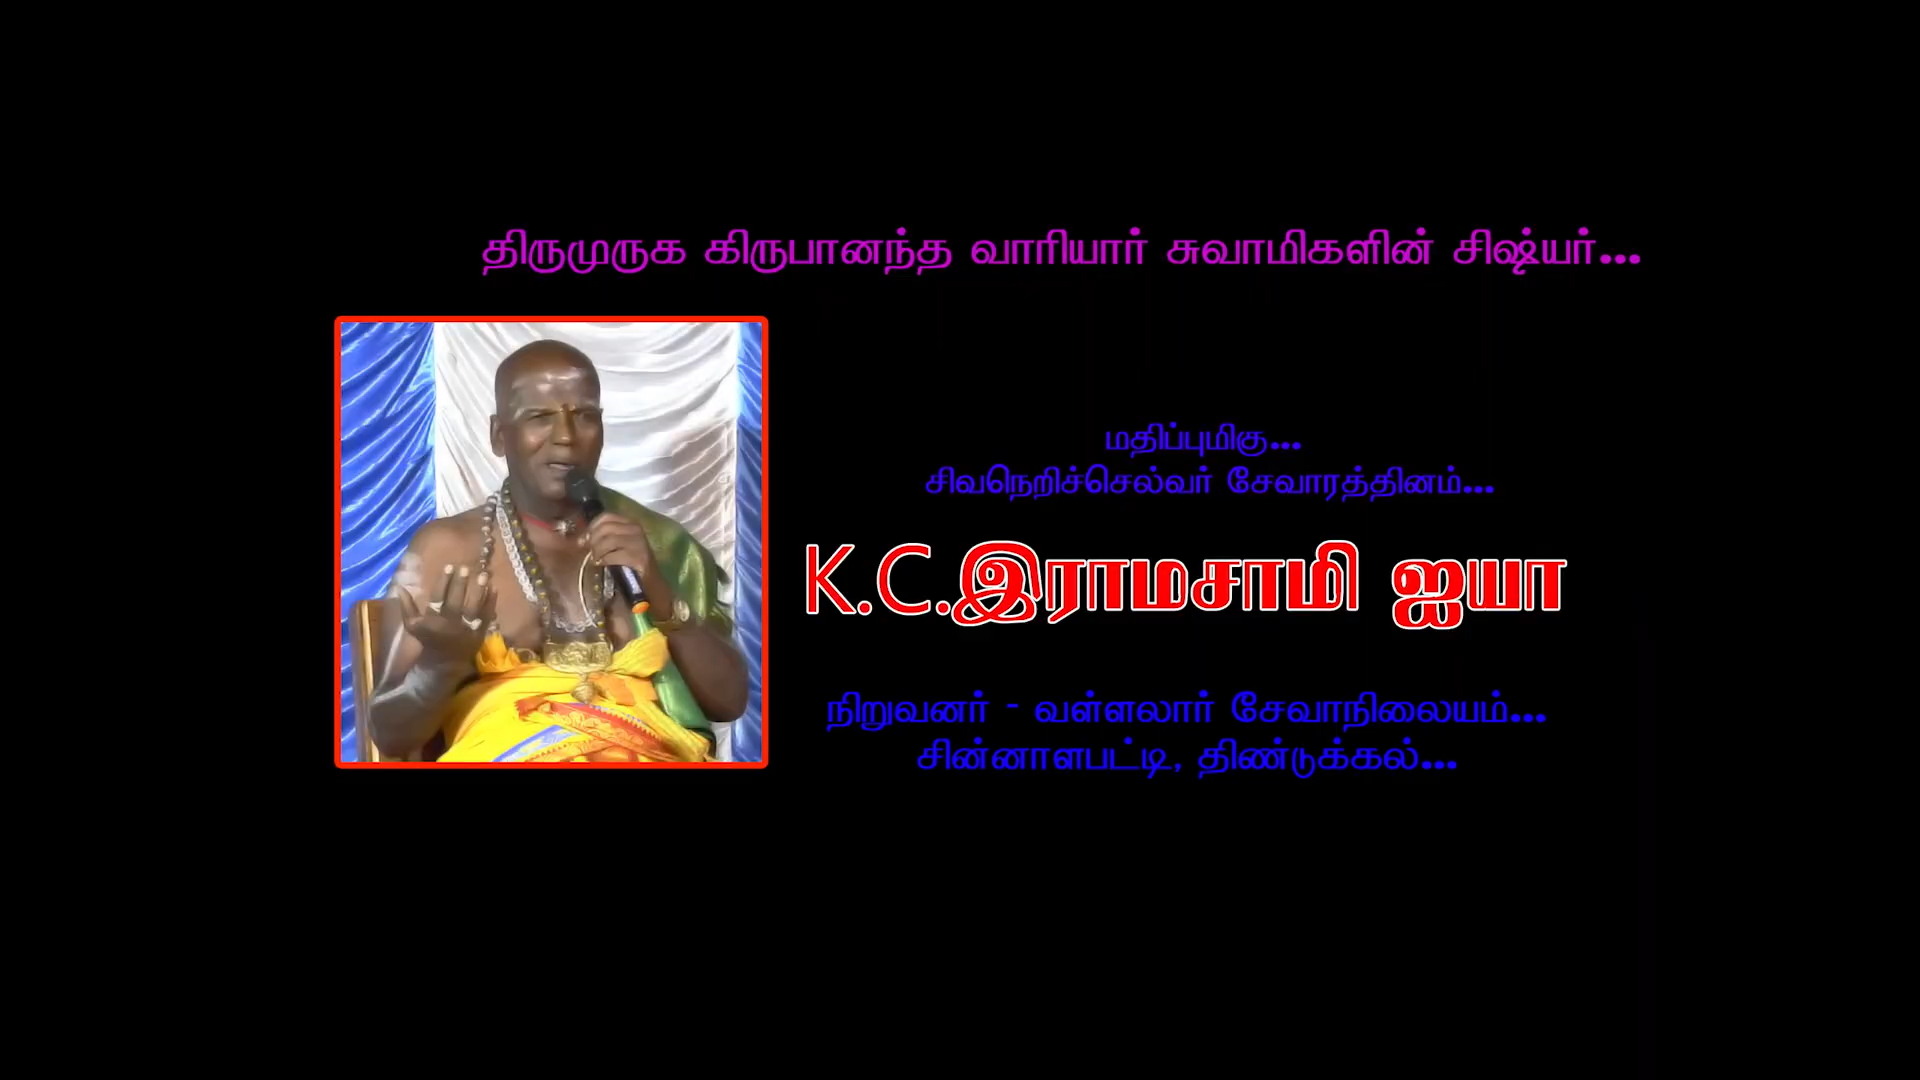 திருமுருக கிருபானந்த வாரியார் சுவாமிகளின் சிஷ்யர்...
மதிப்புமிகு...
சிவநெறிச்செல்வர் சேவாரத்தினம்...
K.C.இராமசாமி ஐயா
நிறுவனர் - வள்ளலார் சேவாநிலையம்...
சின்னாளபட்டி, திண்டுக்கல்...